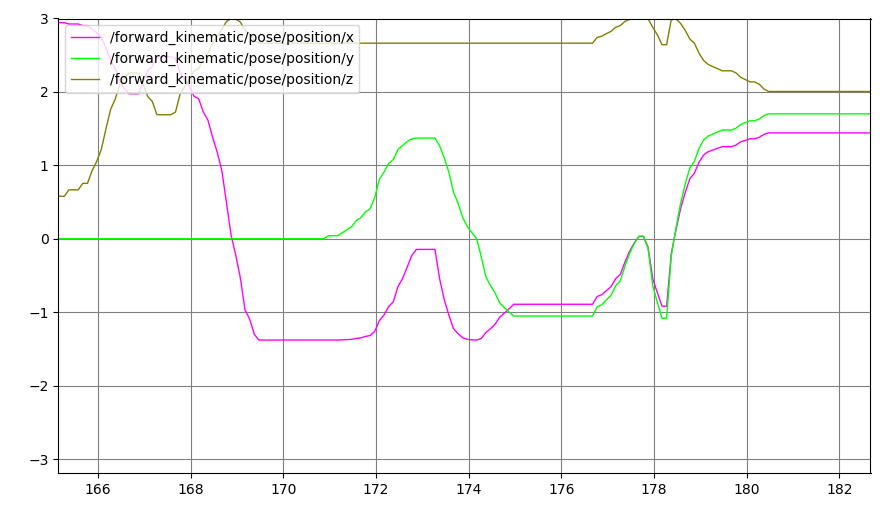 /forward_kinematic/pose/position/x
/forward_kinematic/pose/position/y
/forward_kinematic/pose/position/z
3
2
1
0
−1
−2
−3
166 168 170 172 174 176 178 180 182